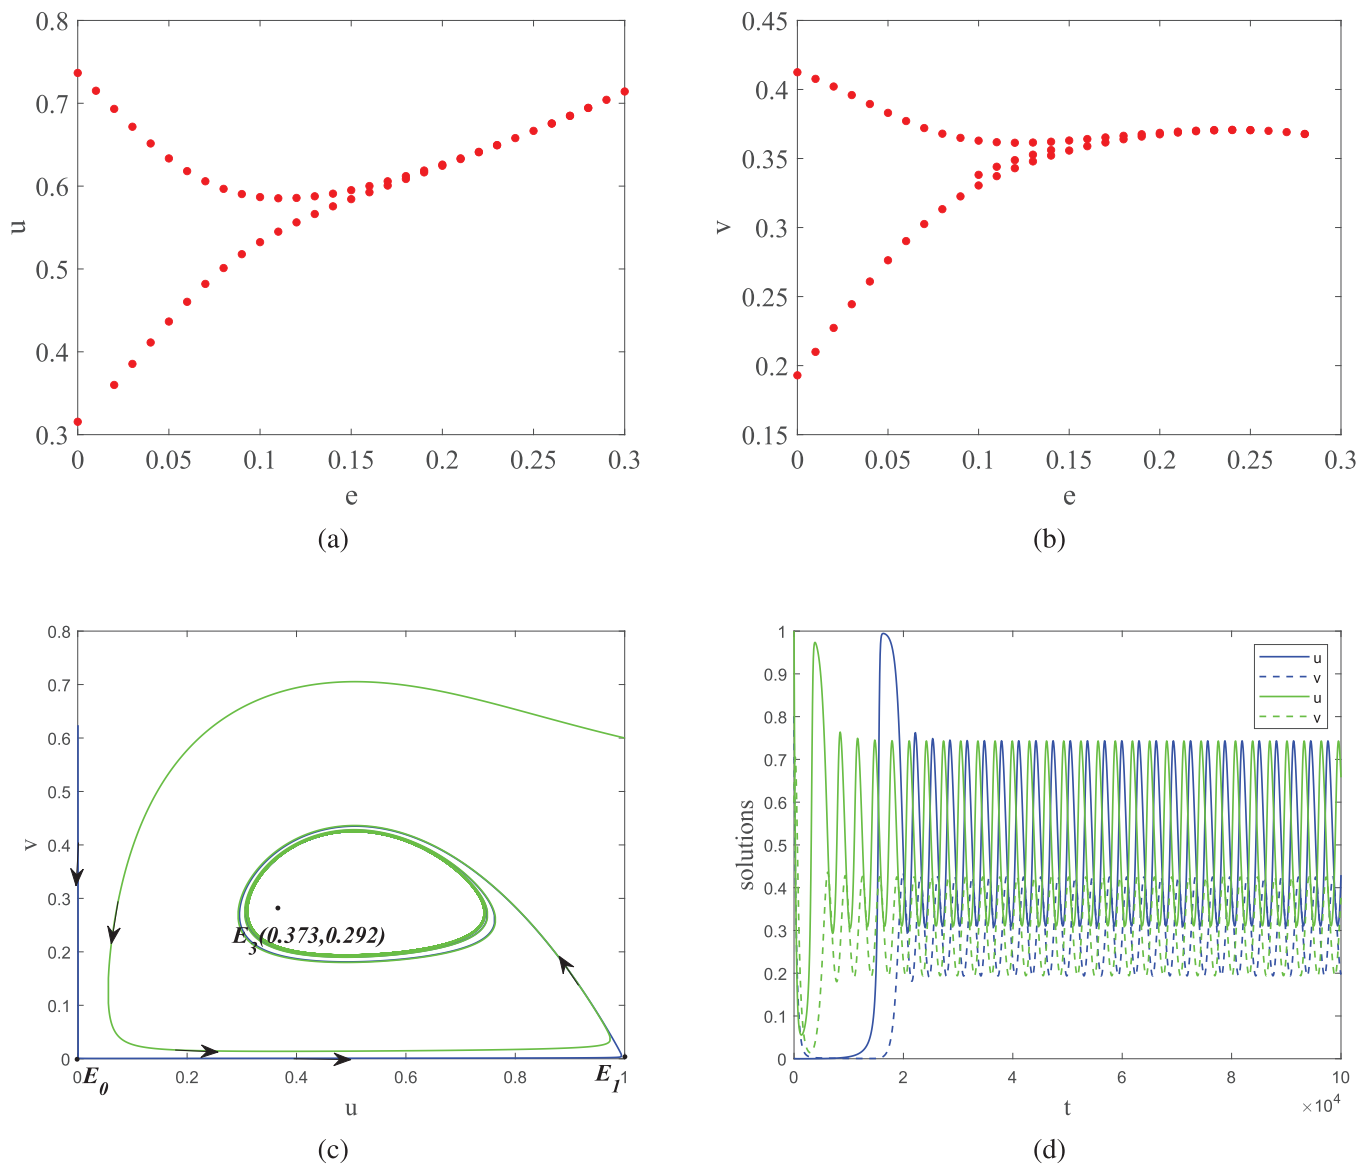 0.8 0.7 0.6 0.5 0.4 0.3
u
0 0.05 0.1 0.15 0.2 0.25 0.3
e
(a)
0.45 0.4 0.35 0.3 0.25 0.2 0.15
v
0 0.05 0.1 0.15 0.2 0.25 0.3
e
(b)
0.8 0.7 0.6 0.5 0.4 0.3 0.2 0.1 0
v
E3(0.373,0.292)
E0
E1
0 0.2 0.4 0.6 0.8 1
u
(c)
1 0.9 0.8 0.7 0.6 0.5 0.4 0.3 0.2 0.1 0
solutions
u
v
u
v
0 2 4 6 8 10
t
×10^4
(d)